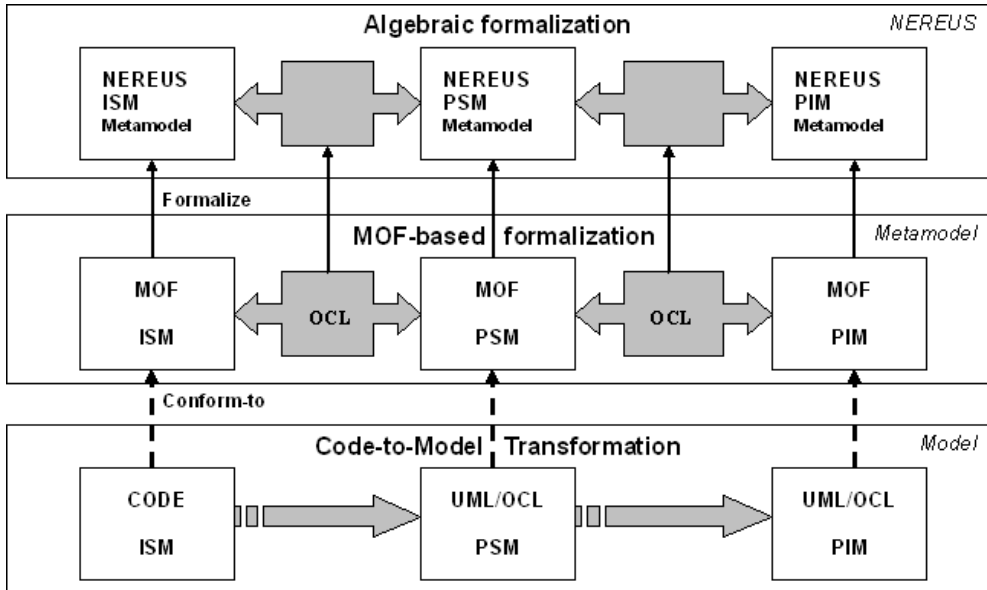 Algebraic formalization
NEREUS
NEREUS
ISM
Metamodel
NEREUS
PSM
Metamodel
NEREUS
PIM
Metamodel
Formalize
MOF-based formalization
Metamodel
MOF
ISM
OCL
MOF
PSM
OCL
MOF
PIM
Conform-to
Code-to-Model Transformation
Model
CODE
ISM
UML/OCL
PSM
UML/OCL
PIM